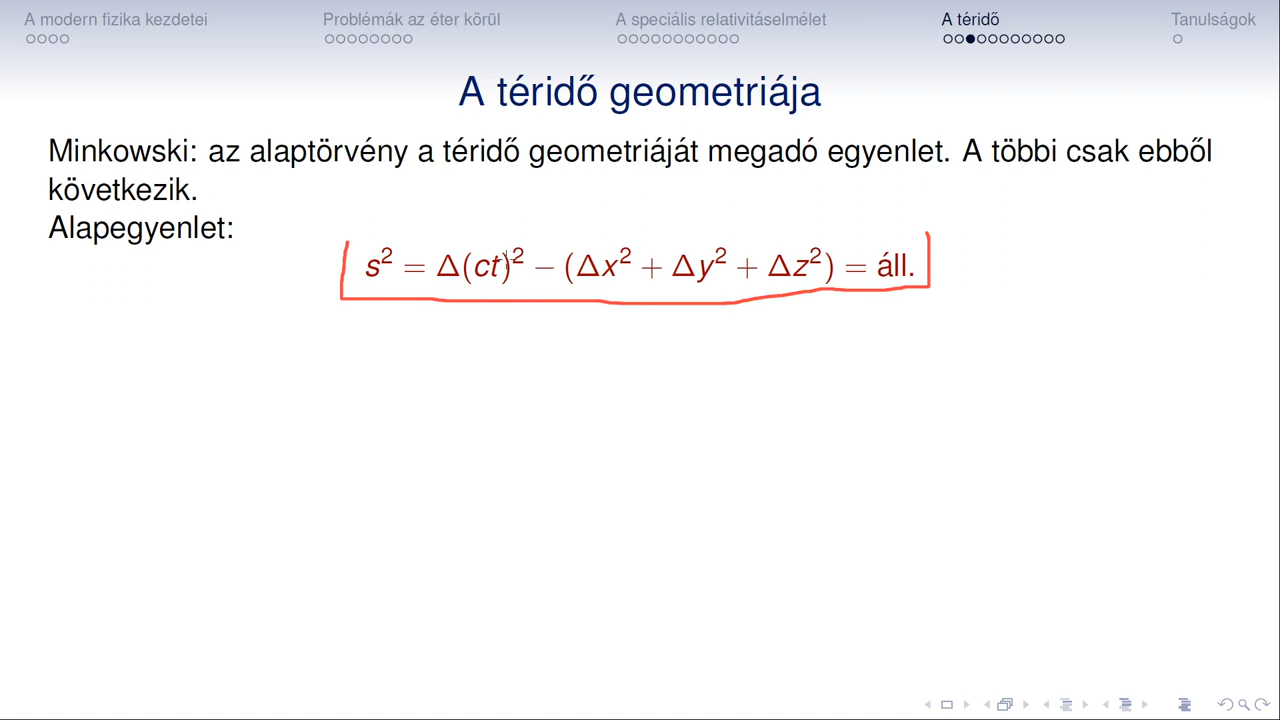 A modern fizika kezdetei
Problémák az éter körül
A speciális relativitáselmélet
A téridő
Tanulságok
A téridő geometriája
Minkowski: az alaptörvény a téridő geometriáját megadó egyenlet. A többi csak ebből
következik.
Alapegyenlet:
s² = Δ(ct)² − (Δx² + Δy² + Δz²) = áll.